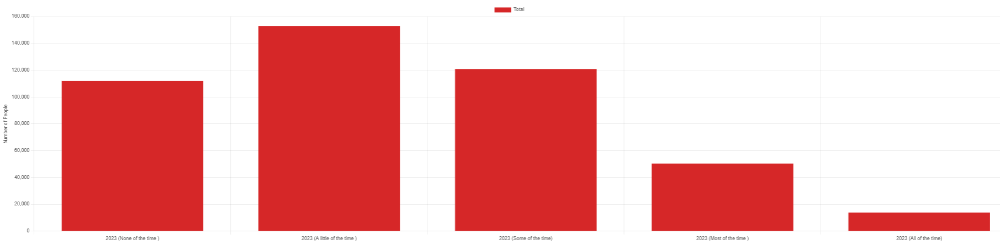 Total
160,000
140,000
120,000
100,000
80,000
60,000
40,000
20,000
0
Number of People
2023 (None of the time )
2023 (A little of the time )
2023 (Some of the time)
2023 (Most of the time )
2023 (All of the time)